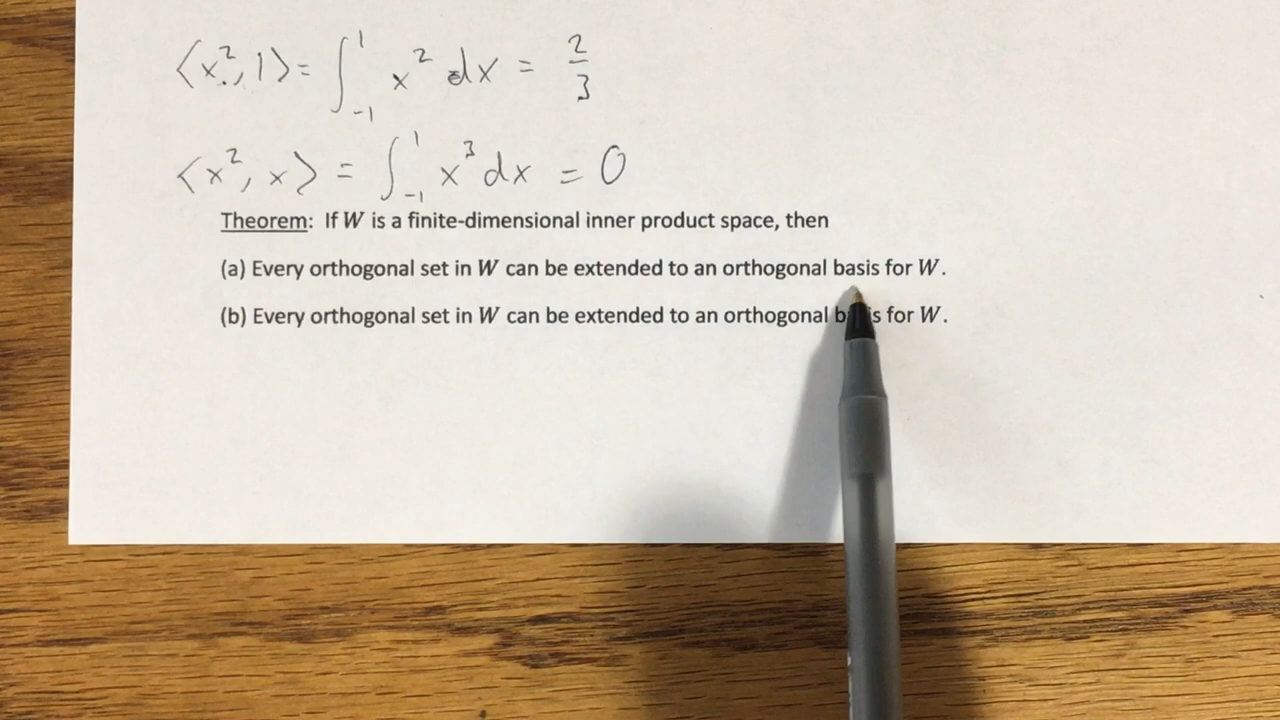 ⟨x², 1⟩ = ∫₋₁¹ x² dx = 2/3
⟨x², x⟩ = ∫₋₁¹ x³ dx = 0
Theorem: If W is a finite-dimensional inner product space, then
(a) Every orthogonal set in W can be extended to an orthogonal basis for W.
(b) Every orthogonal set in W can be extended to an orthogonal basis for W.